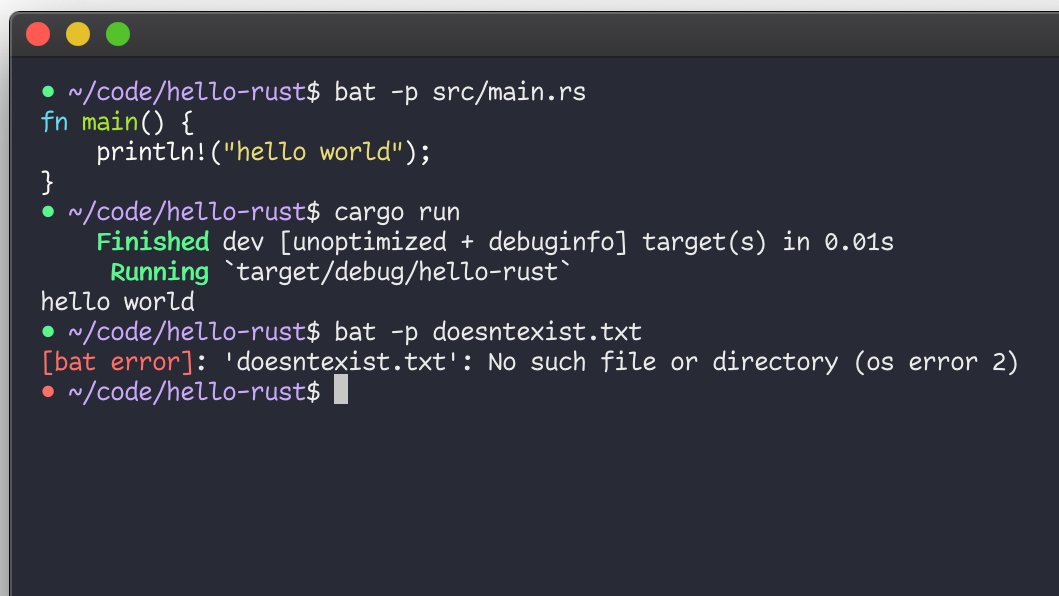 ● ~/code/hello-rust$ bat -p src/main.rs
fn main() {
    println!("hello world");
}
● ~/code/hello-rust$ cargo run
    Finished dev [unoptimized + debuginfo] target(s) in 0.01s
     Running `target/debug/hello-rust`
hello world
● ~/code/hello-rust$ bat -p doesntexist.txt
[bat error]: 'doesntexist.txt': No such file or directory (os error 2)
● ~/code/hello-rust$